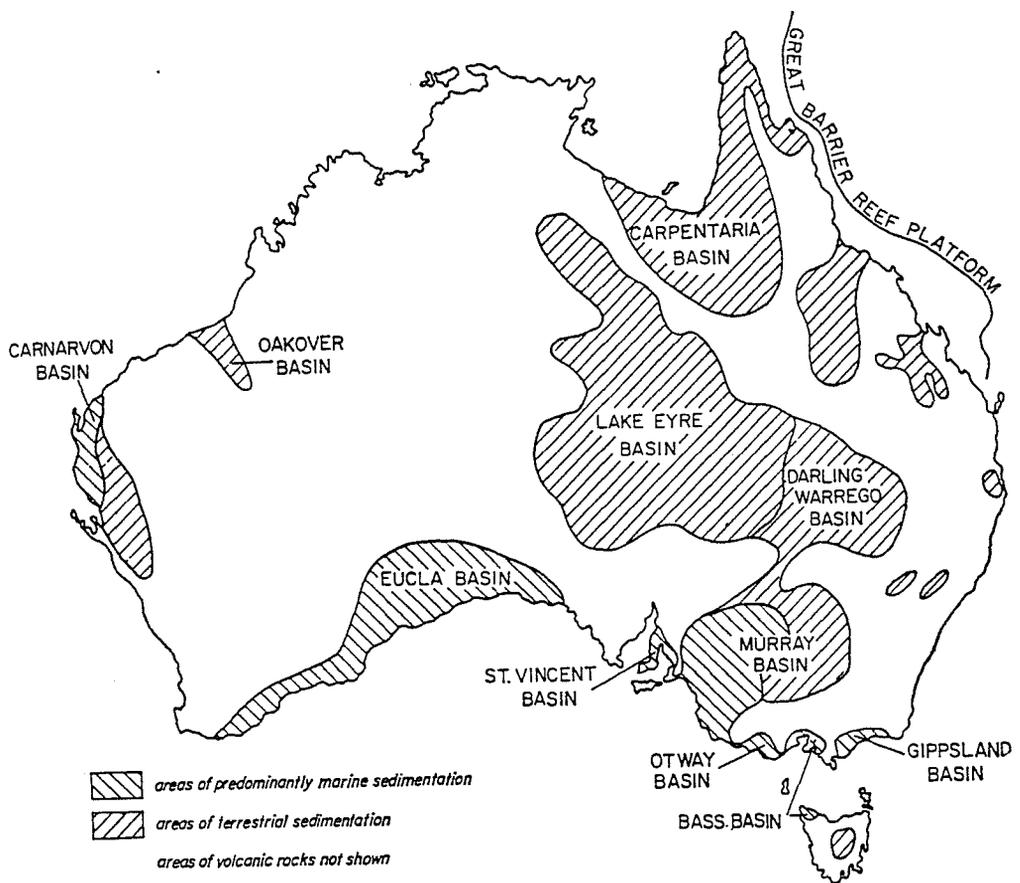 GREAT BARRIER REEF PLATFORM
CARPENTARIA
BASIN
CARNARVON
BASIN
OAKOVER
BASIN
LAKE EYRE
BASIN
DARLING
WARREGO
BASIN
EUCLA BASIN
MURRAY
BASIN
ST. VINCENT
BASIN
OTWAY
BASIN
GIPPSLAND
BASIN
BASS. BASIN
areas of predominantly marine sedimentation
areas of terrestrial sedimentation
areas of volcanic rocks not shown